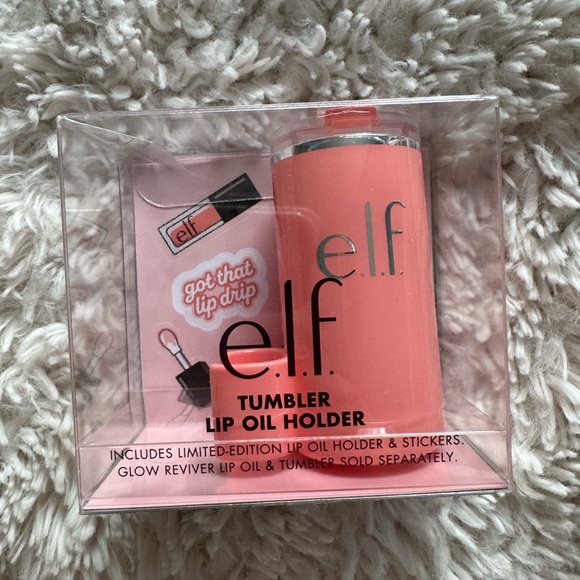 elf
got that
lip drip
e.l.f.
e.l.f.
TUMBLER
LIP OIL HOLDER
INCLUDES LIMITED-EDITION LIP OIL HOLDER & STICKERS.
GLOW REVIVER LIP OIL & TUMBLER SOLD SEPARATELY.